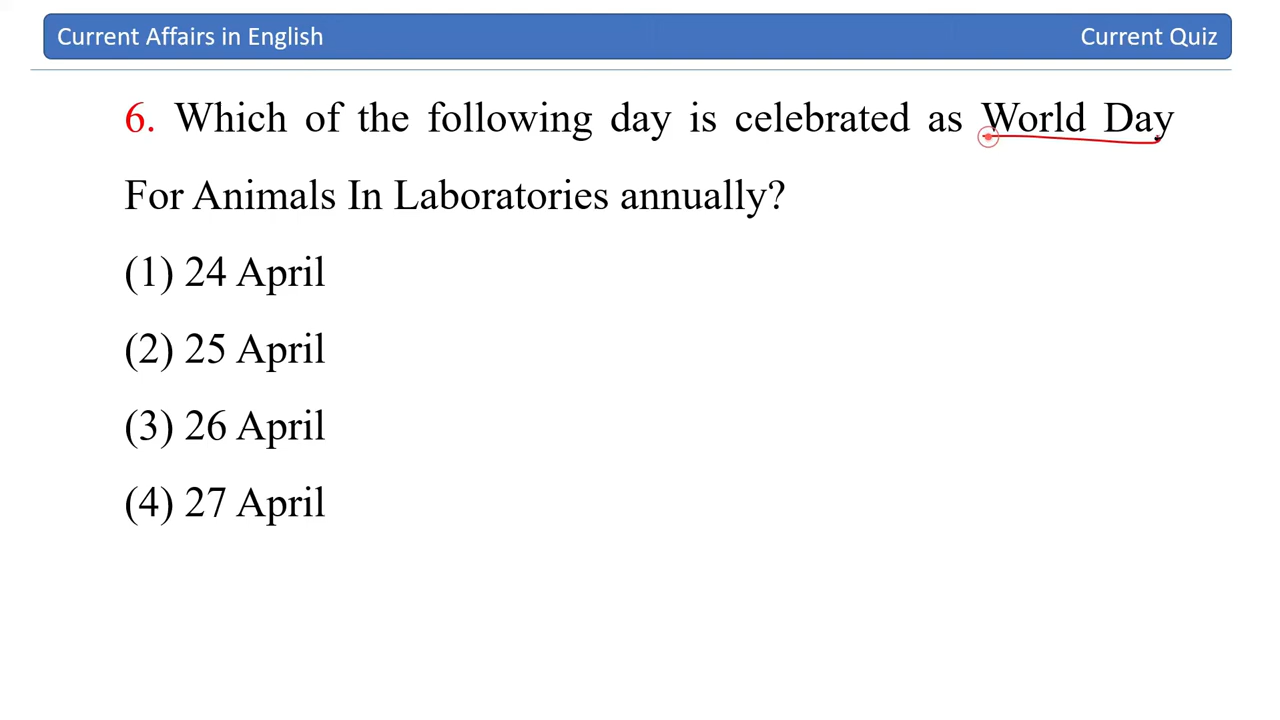 Current Affairs in English Current Quiz
6. Which of the following day is celebrated as World Day
For Animals In Laboratories annually?
(1) 24 April
(2) 25 April
(3) 26 April
(4) 27 April